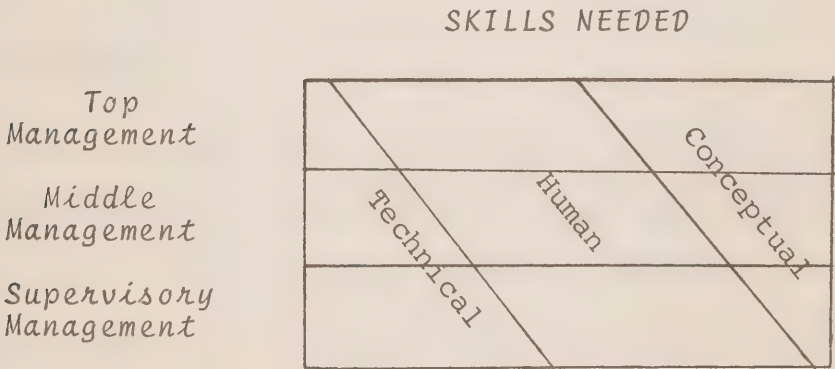 SKILLS NEEDED
Top
Management
Middle
Management
Supervisory
Management
Technical
Human
Conceptual